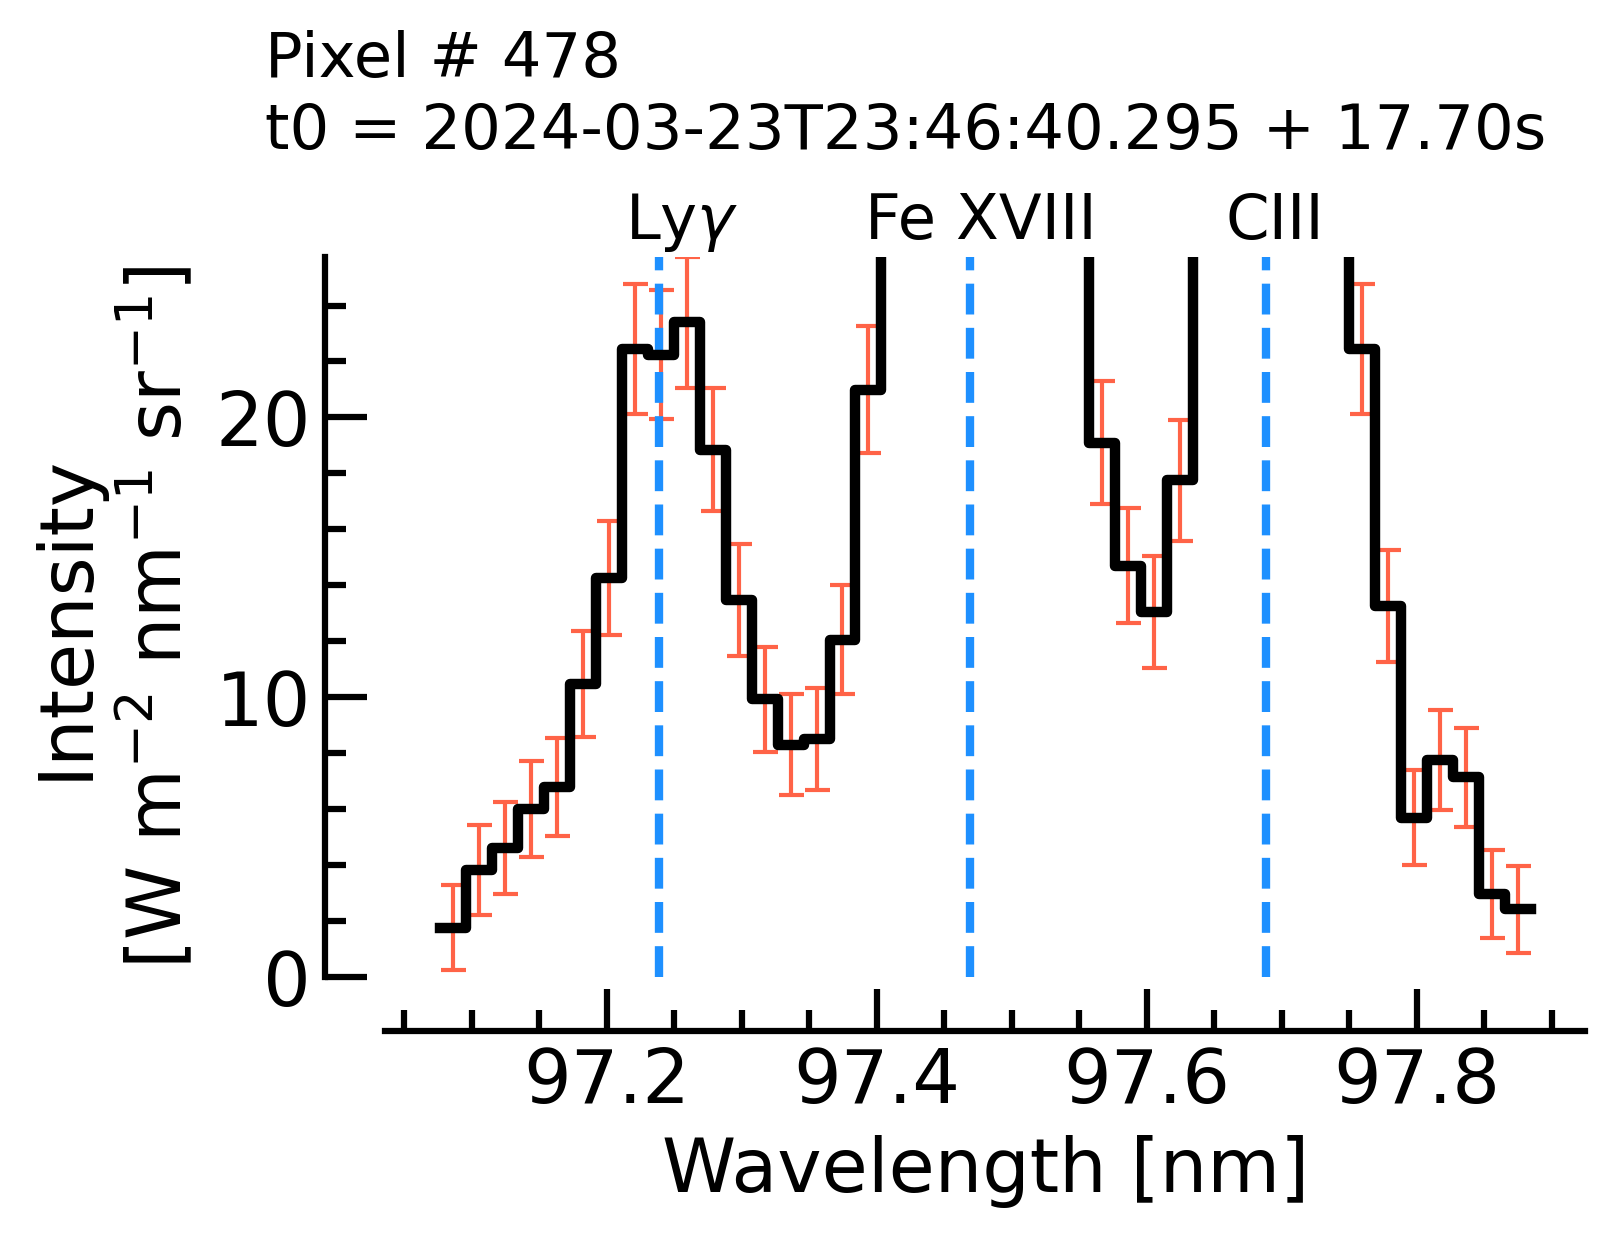 Pixel # 478
t0 = 2024-03-23T23:46:40.295 + 17.70s
Lyγ Fe XVIII CIII
Intensity
[W m⁻² nm⁻¹ sr⁻¹]
20
10
0
97.2 97.4 97.6 97.8
Wavelength [nm]